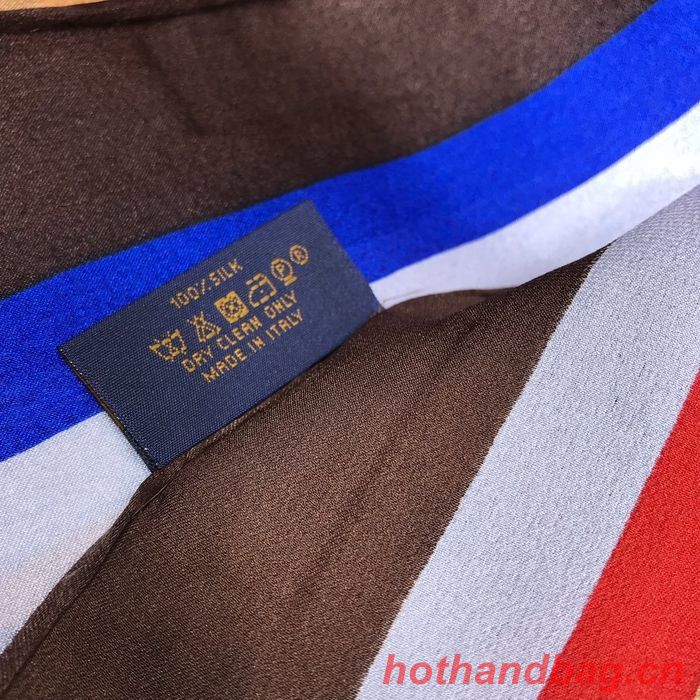 100% SILK
P R
DRY CLEAN ONLY
MADE IN ITALY
hothandbag.cn